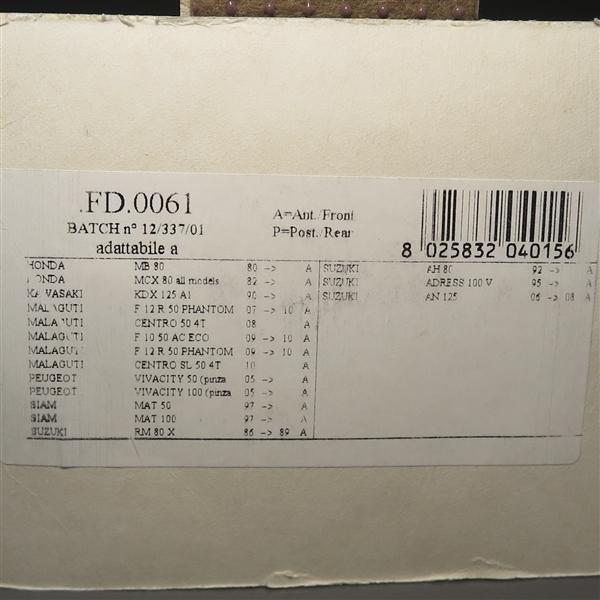 .FD.0061
BATCH n° 12/337/01
adattabile a
A=Ant./Front
P=Post./Rear
8 025832 040156
HONDA MB 80 80 -> A
HONDA MCX 80 all models 82 -> A
KAWASAKI KDX 125 A1 90 -> A
MALAGUTI F 12 R 50 PHANTOM 07 -> 10 A
MALAGUTI CENTRO 50 4T 08 A
MALAGUTI F 10 50 AC ECO 09 -> 10 A
MALAGUTI F 12 R 50 PHANTOM 09 -> 10 A
MALAGUTI CENTRO SL 50 4T 10 A
PEUGEOT VIVACITY 50 (pinza 05 -> A
PEUGEOT VIVACITY 100 (pinza 05 -> A
SIAM MAT 50 97 -> A
SIAM MAT 100 97 -> A
SUZUKI RM 80 X 86 -> 89 A
SUZUKI AH 80 92 -> A
SUZUKI ADRESS 100 V 95 -> A
SUZUKI AN 125 06 -> 08 A